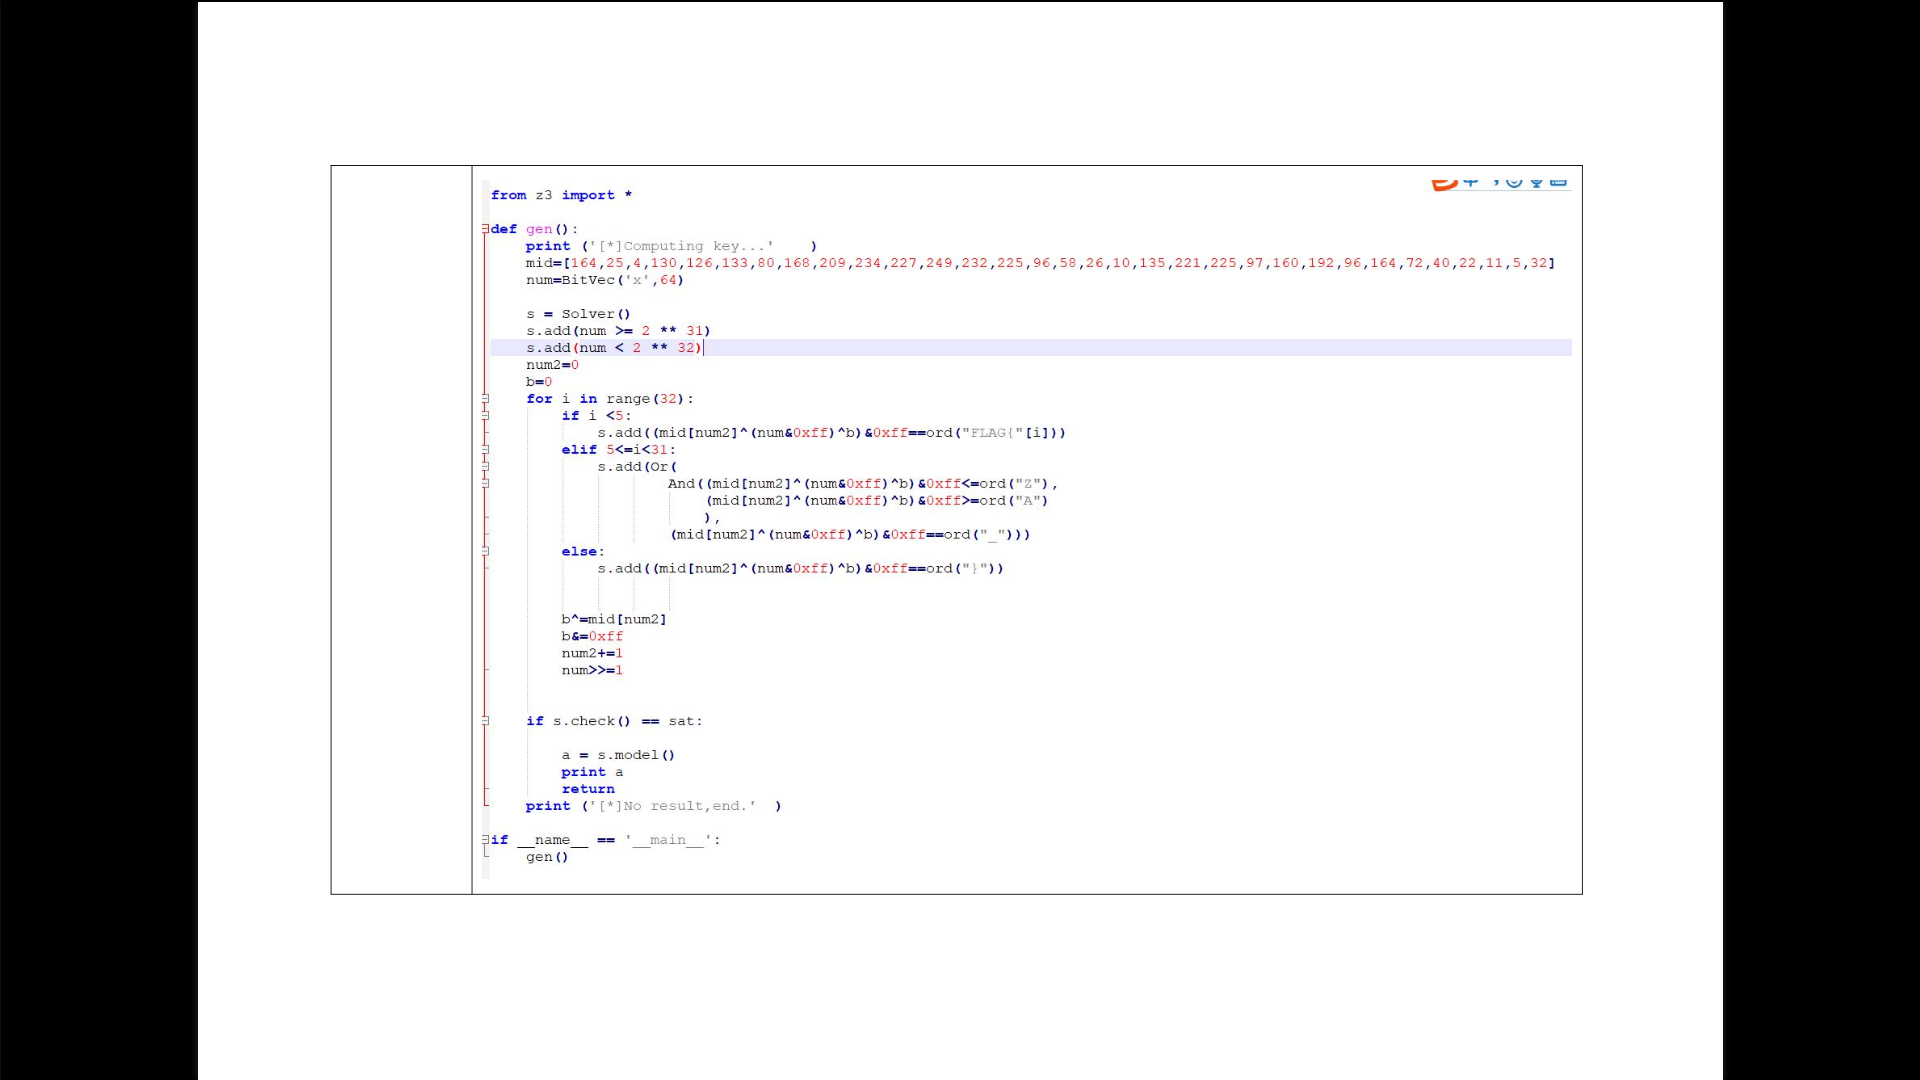 from z3 import *
def gen():
    print ('[*]Computing key...'    )
    mid=[164,25,4,130,126,133,80,168,209,234,227,249,232,225,96,58,26,10,135,221,225,97,160,192,96,164,72,40,22,11,5,32]
    num=BitVec('x',64)
    s = Solver()
    s.add(num >= 2 ** 31)
    s.add(num < 2 ** 32)
    num2=0
    b=0
    for i in range(32):
        if i <5:
            s.add((mid[num2]^(num&0xff)^b)&0xff==ord("FLAG{"[i]))
        elif 5<=i<31:
            s.add(Or(
                    And((mid[num2]^(num&0xff)^b)&0xff<=ord("Z"),
                        (mid[num2]^(num&0xff)^b)&0xff>=ord("A")
                        ),
                    (mid[num2]^(num&0xff)^b)&0xff==ord("_")))
        else:
            s.add((mid[num2]^(num&0xff)^b)&0xff==ord("}"))
        b^=mid[num2]
        b&=0xff
        num2+=1
        num>>=1
    if s.check() == sat:
        a = s.model()
        print a
        return
    print ('[*]No result,end.'  )
if __name__ == '__main__':
    gen()